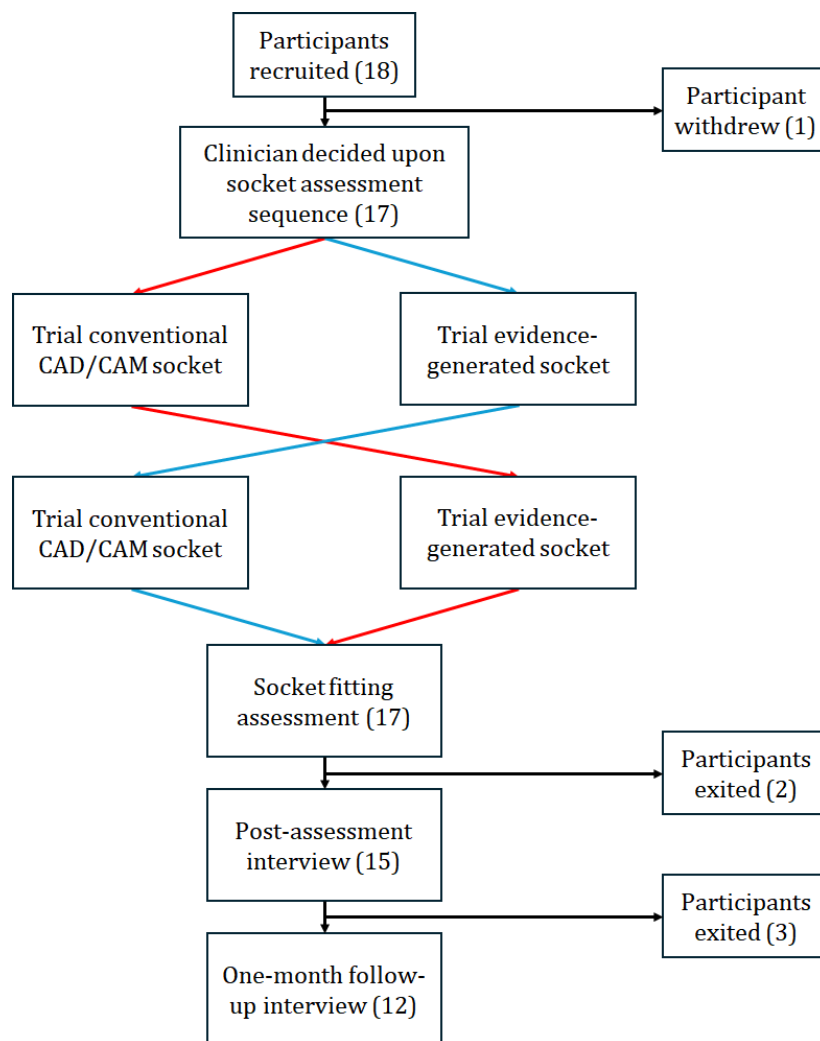 Participants
recruited (18)
Participant
withdrew (1)
Clinician decided upon
socket assessment
sequence (17)
Trial conventional
CAD/CAM socket
Trial evidence-
generated socket
Trial conventional
CAD/CAM socket
Trial evidence-
generated socket
Socket fitting
assessment (17)
Participants
exited (2)
Post-assessment
interview (15)
Participants
exited (3)
One-month follow-
up interview (12)